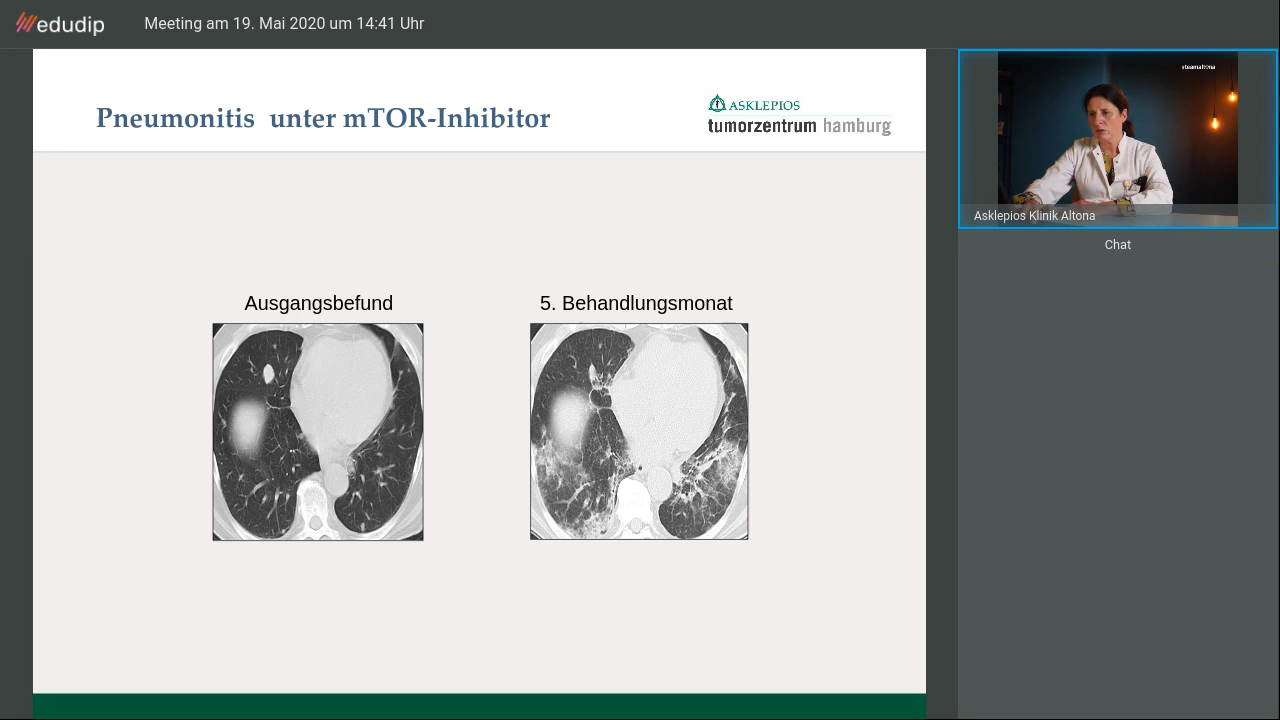 edudip
Meeting am 19. Mai 2020 um 14:41 Uhr
Pneumonitis unter mTOR-Inhibitor
ASKLEPIOS
tumorzentrum hamburg
Ausgangsbefund
5. Behandlungsmonat
#teamaltona
Asklepios Klinik Altona
Chat